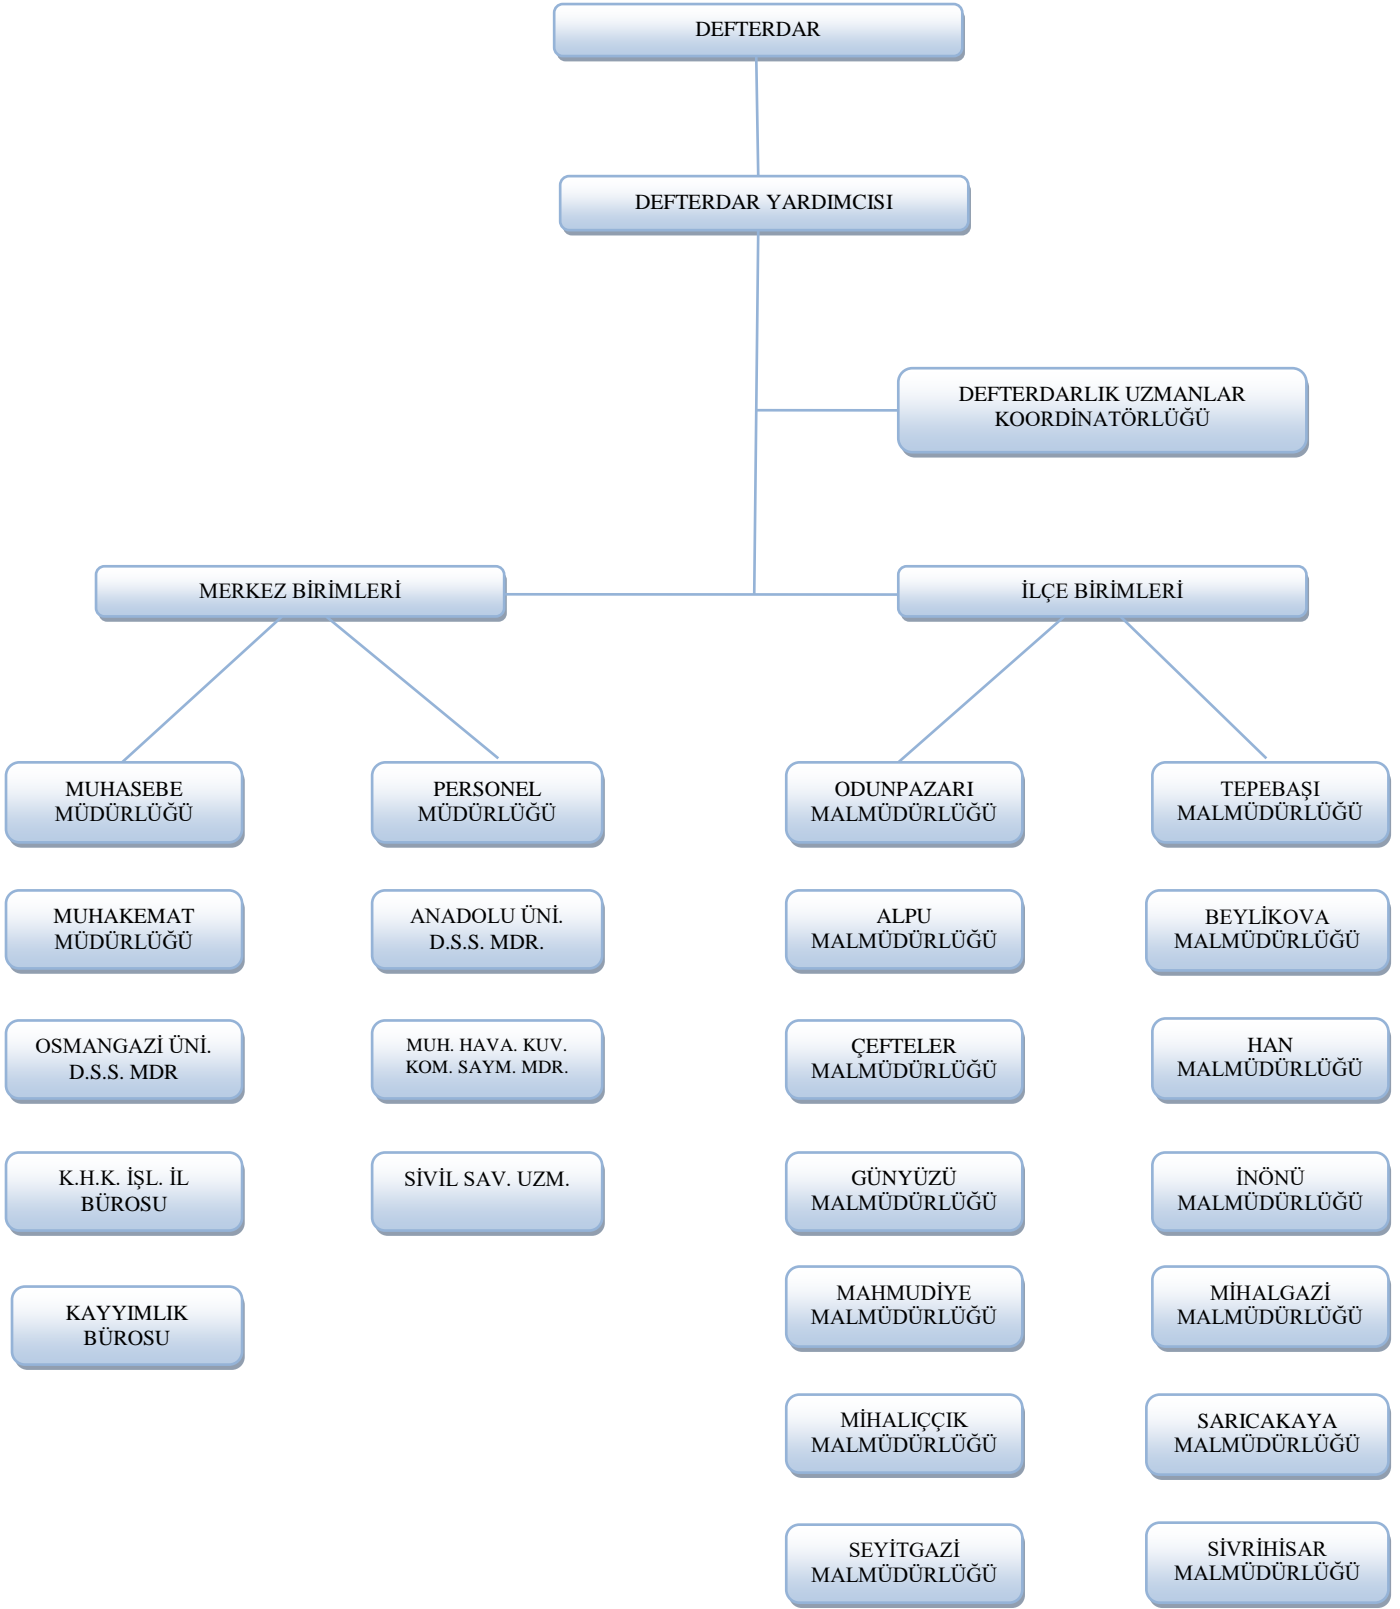 DEFTERDAR
DEFTERDAR YARDIMCISI
DEFTERDARLIK UZMANLAR
KOORDİNATÖRLÜĞÜ
MERKEZ BİRİMLERİ
İLÇE BİRİMLERİ
MUHASEBE
MÜDÜRLÜĞÜ
PERSONEL
MÜDÜRLÜĞÜ
ODUNPAZARI
MALMÜDÜRLÜĞÜ
TEPEBAŞI
MALMÜDÜRLÜĞÜ
MUHAKEMAT
MÜDÜRLÜĞÜ
ANADOLU ÜNİ.
D.S.S. MDR.
ALPU
MALMÜDÜRLÜĞÜ
BEYLİKOVA
MALMÜDÜRLÜĞÜ
OSMANGAZİ ÜNİ.
D.S.S. MDR
MUH. HAVA. KUV.
KOM. SAYM. MDR.
ÇEFTELER
MALMÜDÜRLÜĞÜ
HAN
MALMÜDÜRLÜĞÜ
K.H.K. İŞL. İL
BÜROSU
SİVİL SAV. UZM.
GÜNYÜZÜ
MALMÜDÜRLÜĞÜ
İNÖNÜ
MALMÜDÜRLÜĞÜ
KAYYIMLIK
BÜROSU
MAHMUDİYE
MALMÜDÜRLÜĞÜ
MİHALGAZİ
MALMÜDÜRLÜĞÜ
MİHALIÇÇIK
MALMÜDÜRLÜĞÜ
SARICAKAYA
MALMÜDÜRLÜĞÜ
SEYİTGAZİ
MALMÜDÜRLÜĞÜ
SİVRİHİSAR
MALMÜDÜRLÜĞÜ